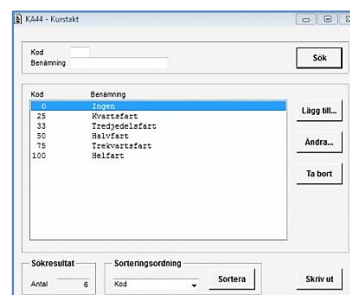 KA44 - Kurstakt
Kod
Benämning
Sök
Kod Benämning
0 Ingen
25 Kvartsfart
33 Tredjedelsfart
50 Halvfart
75 Trekvartsfart
100 Helfart
Lägg till...
Ändra...
Ta bort
Sökresultat
Antal 6
Sorteringsordning
Kod
Sortera
Skriv ut